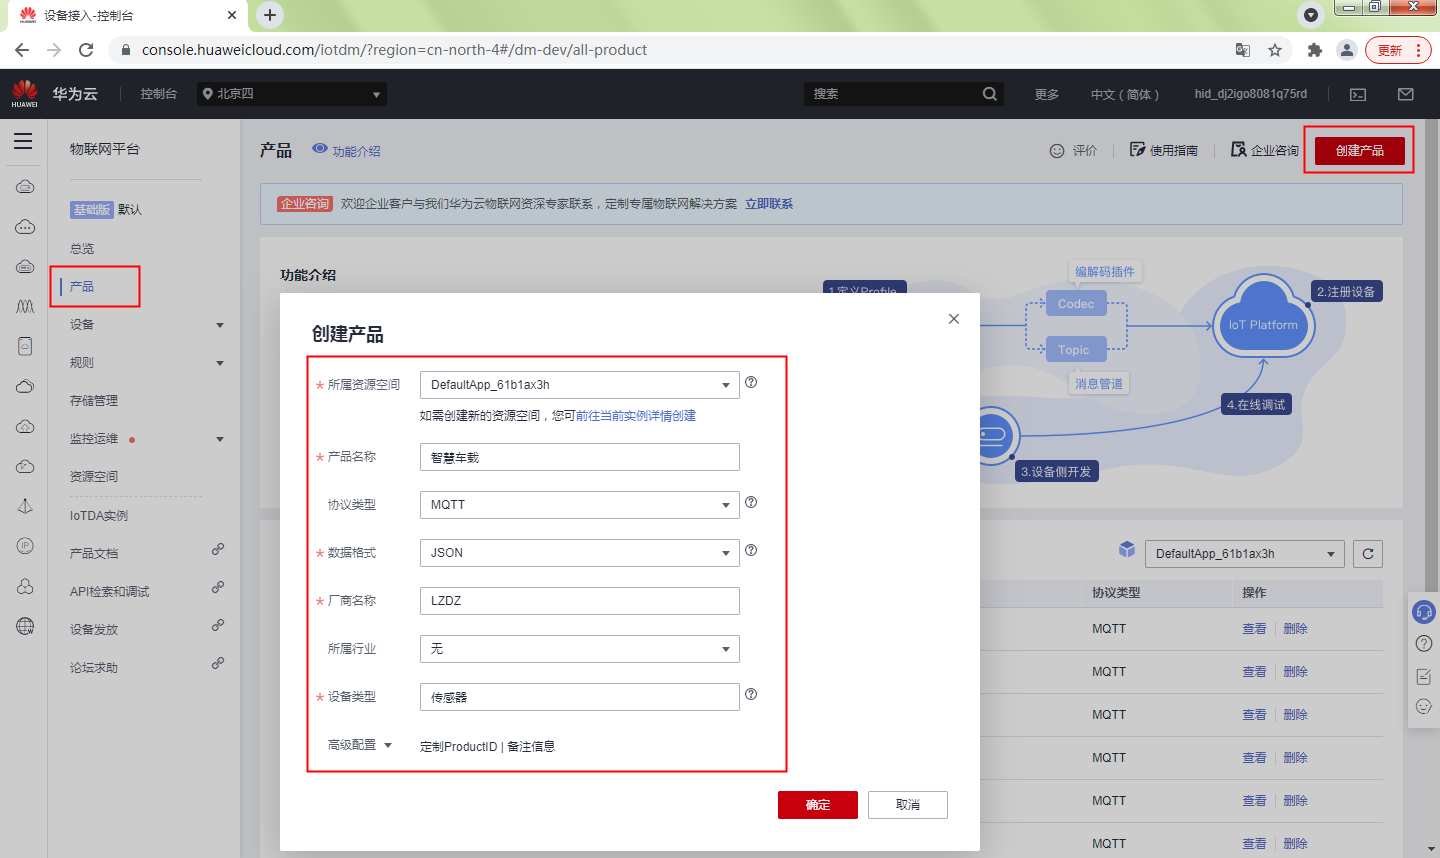 设备接入-控制台
console.huaweicloud.com/iotdm/?region=cn-north-4#/dm-dev/all-product
更新
HUAWEI
华为云
控制台
北京四
搜索
更多
中文（简体）
hid_dj2igo8081q75rd
物联网平台
基础版 默认
总览
产品
设备
规则
存储管理
监控运维
资源空间
IoTDA实例
产品文档
API检索和调试
设备发放
论坛求助
产品
功能介绍
评价
使用指南
企业咨询
创建产品
企业咨询 欢迎企业客户与我们华为云物联网资深专家联系，定制专属物联网解决方案 立即联系
功能介绍
1.定义Profile
编解码插件
Codec
Topic
消息管道
IoT Platform
2.注册设备
4.在线调试
3.设备侧开发
创建产品
* 所属资源空间 DefaultApp_61b1ax3h
如需创建新的资源空间，您可前往当前实例详情创建
* 产品名称 智慧车载
协议类型 MQTT
* 数据格式 JSON
* 厂商名称 LZDZ
所属行业 无
* 设备类型 传感器
高级配置 定制ProductID | 备注信息
确定
取消
DefaultApp_61b1ax3h
协议类型 操作
MQTT 查看 删除
MQTT 查看 删除
MQTT 查看 删除
MQTT 查看 删除
MQTT 查看 删除
MQTT 查看 删除